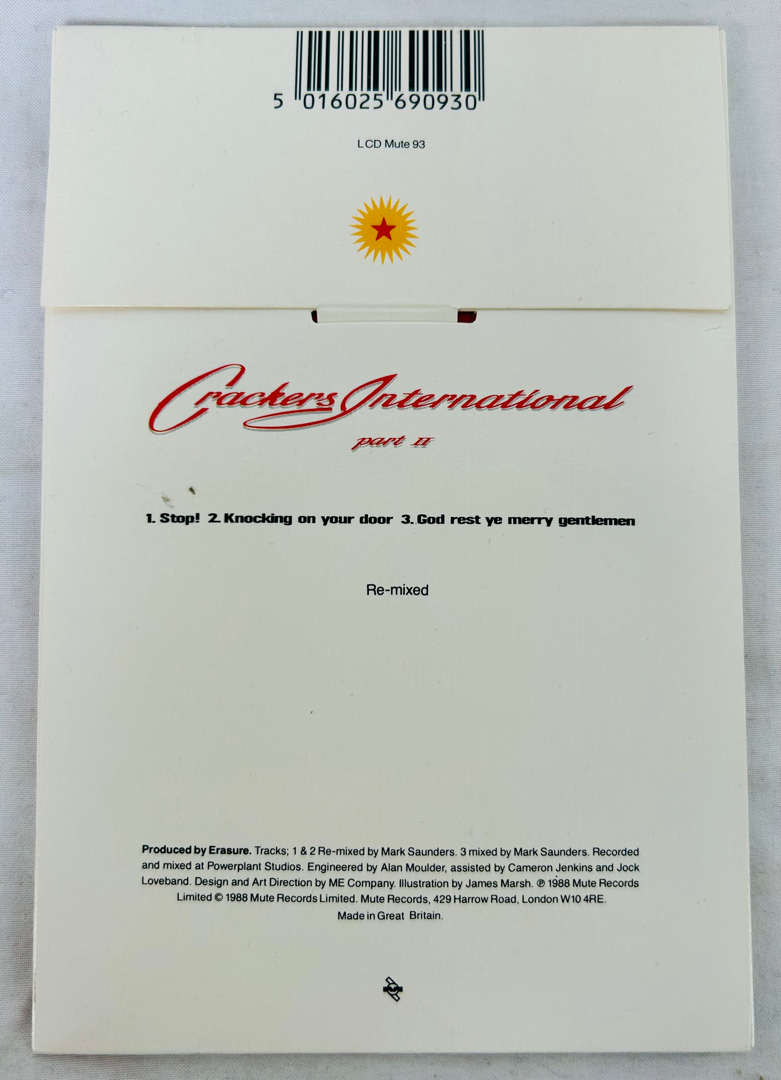 5 016025 690930
LCD Mute 93
Crackers International
part II
1. Stop! 2. Knocking on your door 3. God rest ye merry gentlemen
Re-mixed
Produced by Erasure. Tracks; 1 & 2 Re-mixed by Mark Saunders. 3 mixed by Mark Saunders. Recorded
and mixed at Powerplant Studios. Engineered by Alan Moulder, assisted by Cameron Jenkins and Jock
Loveband. Design and Art Direction by ME Company. Illustration by James Marsh. ℗ 1988 Mute Records
Limited © 1988 Mute Records Limited. Mute Records, 429 Harrow Road, London W10 4RE.
Made in Great Britain.